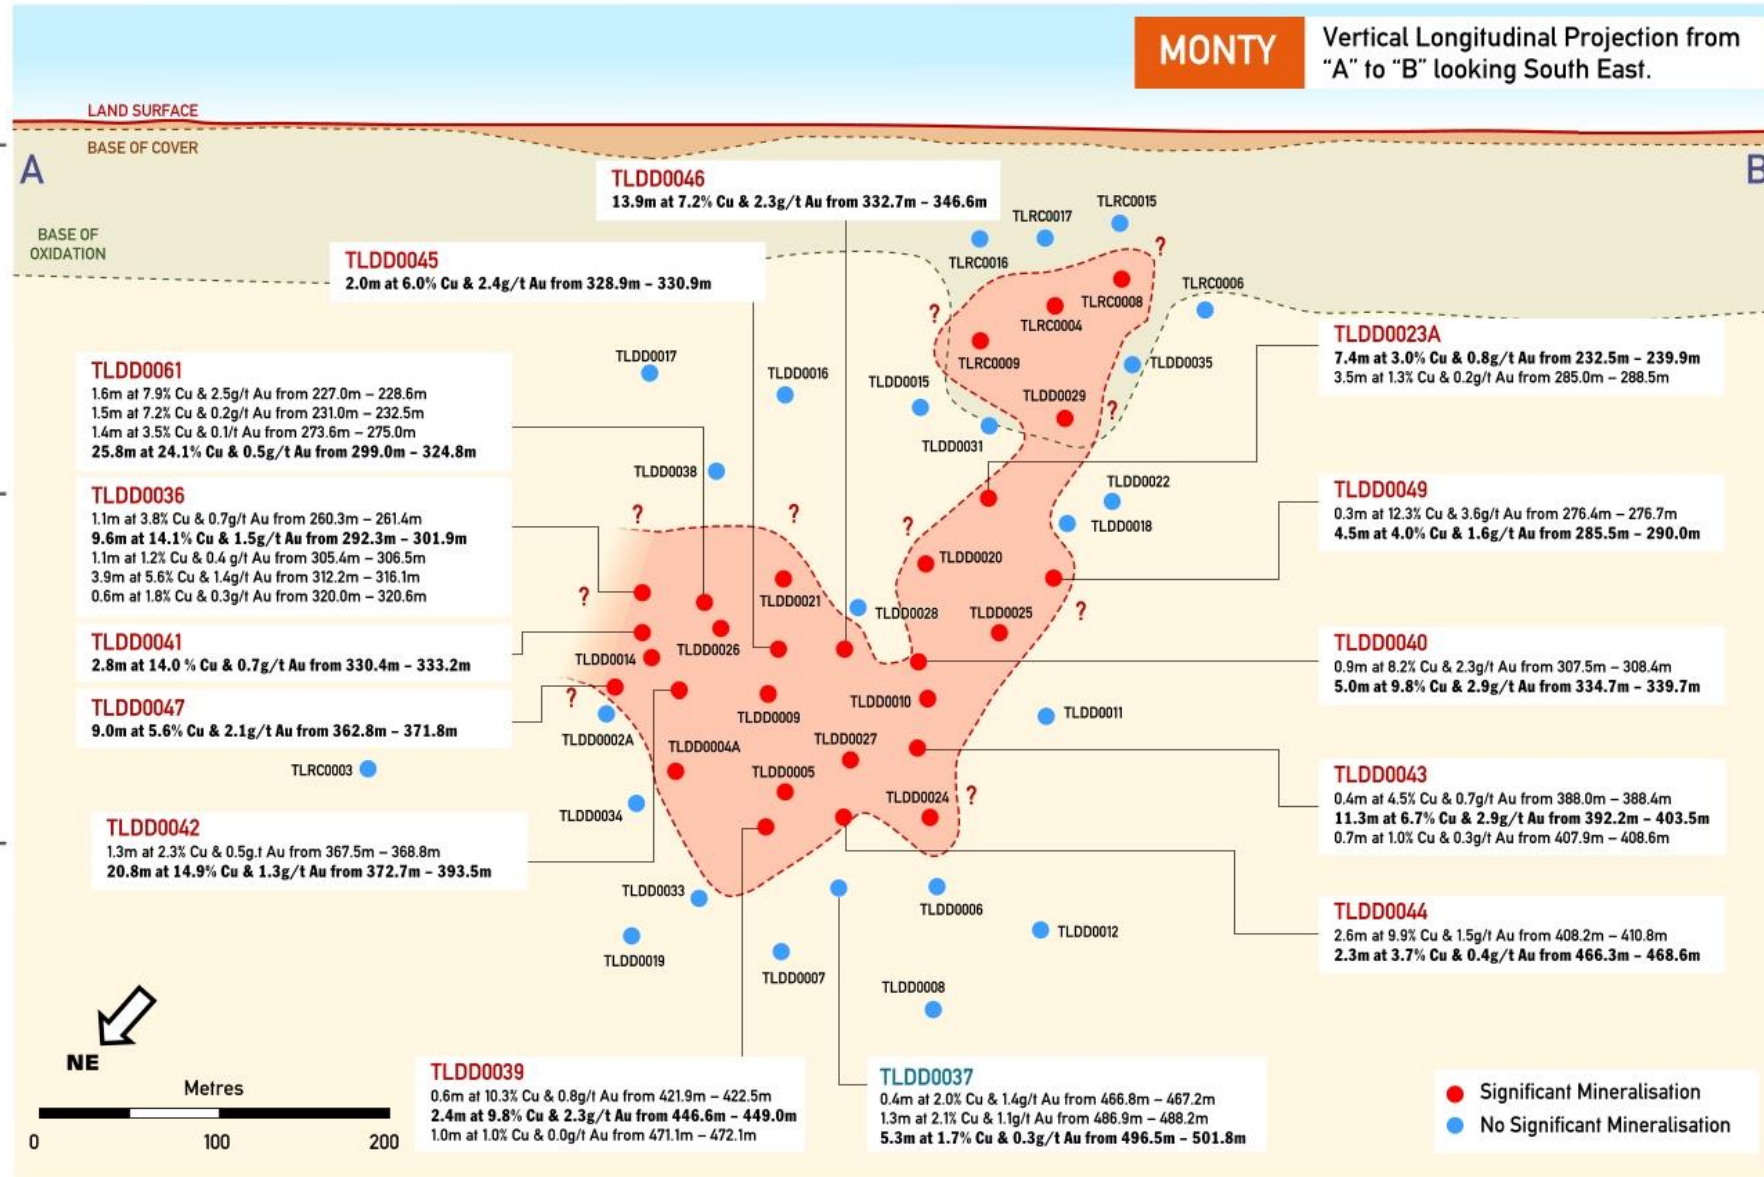 MONTY
Vertical Longitudinal Projection from
“A” to “B” looking South East.
LAND SURFACE
BASE OF COVER
A
B
BASE OF
OXIDATION
TLDD0046
13.9m at 7.2% Cu & 2.3g/t Au from 332.7m – 346.6m
TLRC0015
TLRC0017
TLRC0016
?
TLDD0045
2.0m at 6.0% Cu & 2.4g/t Au from 328.9m – 330.9m
TLRC0006
TLRC0008
?
TLRC0004
TLRC0009
TLDD0035
TLDD0023A
7.4m at 3.0% Cu & 0.8g/t Au from 232.5m – 239.9m
3.5m at 1.3% Cu & 0.2g/t Au from 285.0m – 288.5m
TLDD0017
TLDD0016
TLDD0015
TLDD0029
?
TLDD0031
TLDD0061
1.6m at 7.9% Cu & 2.5g/t Au from 227.0m – 228.6m
1.5m at 7.2% Cu & 0.2g/t Au from 231.0m – 232.5m
1.4m at 3.5% Cu & 0.1/t Au from 273.6m – 275.0m
25.8m at 24.1% Cu & 0.5g/t Au from 299.0m – 324.8m
TLDD0038
TLDD0022
TLDD0018
TLDD0036
1.1m at 3.8% Cu & 0.7g/t Au from 260.3m – 261.4m
9.6m at 14.1% Cu & 1.5g/t Au from 292.3m – 301.9m
1.1m at 1.2% Cu & 0.4 g/t Au from 305.4m – 306.5m
3.9m at 5.6% Cu & 1.4g/t Au from 312.2m – 316.1m
0.6m at 1.8% Cu & 0.3g/t Au from 320.0m – 320.6m
?
?
?
TLDD0049
0.3m at 12.3% Cu & 3.6g/t Au from 276.4m – 276.7m
4.5m at 4.0% Cu & 1.6g/t Au from 285.5m – 290.0m
TLDD0020
?
TLDD0021
TLDD0028
TLDD0025
?
TLDD0041
2.8m at 14.0 % Cu & 0.7g/t Au from 330.4m – 333.2m
TLDD0014
TLDD0026
TLDD0040
0.9m at 8.2% Cu & 2.3g/t Au from 307.5m – 308.4m
5.0m at 9.8% Cu & 2.9g/t Au from 334.7m – 339.7m
TLDD0047
9.0m at 5.6% Cu & 2.1g/t Au from 362.8m – 371.8m
?
TLDD0009
TLDD0010
TLDD0011
TLDD0002A
TLDD0004A
TLDD0027
TLRC0003
TLDD0005
TLDD0024
?
TLDD0034
TLDD0043
0.4m at 4.5% Cu & 0.7g/t Au from 388.0m – 388.4m
11.3m at 6.7% Cu & 2.9g/t Au from 392.2m – 403.5m
0.7m at 1.0% Cu & 0.3g/t Au from 407.9m – 408.6m
TLDD0042
1.3m at 2.3% Cu & 0.5g.t Au from 367.5m – 368.8m
20.8m at 14.9% Cu & 1.3g/t Au from 372.7m – 393.5m
TLDD0033
TLDD0006
TLDD0012
TLDD0044
2.6m at 9.9% Cu & 1.5g/t Au from 408.2m – 410.8m
2.3m at 3.7% Cu & 0.4g/t Au from 466.3m – 468.6m
TLDD0019
TLDD0007
TLDD0008
NE
Metres
0 100 200
TLDD0039
0.6m at 10.3% Cu & 0.8g/t Au from 421.9m – 422.5m
2.4m at 9.8% Cu & 2.3g/t Au from 446.6m – 449.0m
1.0m at 1.0% Cu & 0.0g/t Au from 471.1m – 472.1m
TLDD0037
0.4m at 2.0% Cu & 1.4g/t Au from 466.8m – 467.2m
1.3m at 2.1% Cu & 1.1g/t Au from 486.9m – 488.2m
5.3m at 1.7% Cu & 0.3g/t Au from 496.5m – 501.8m
Significant Mineralisation
No Significant Mineralisation